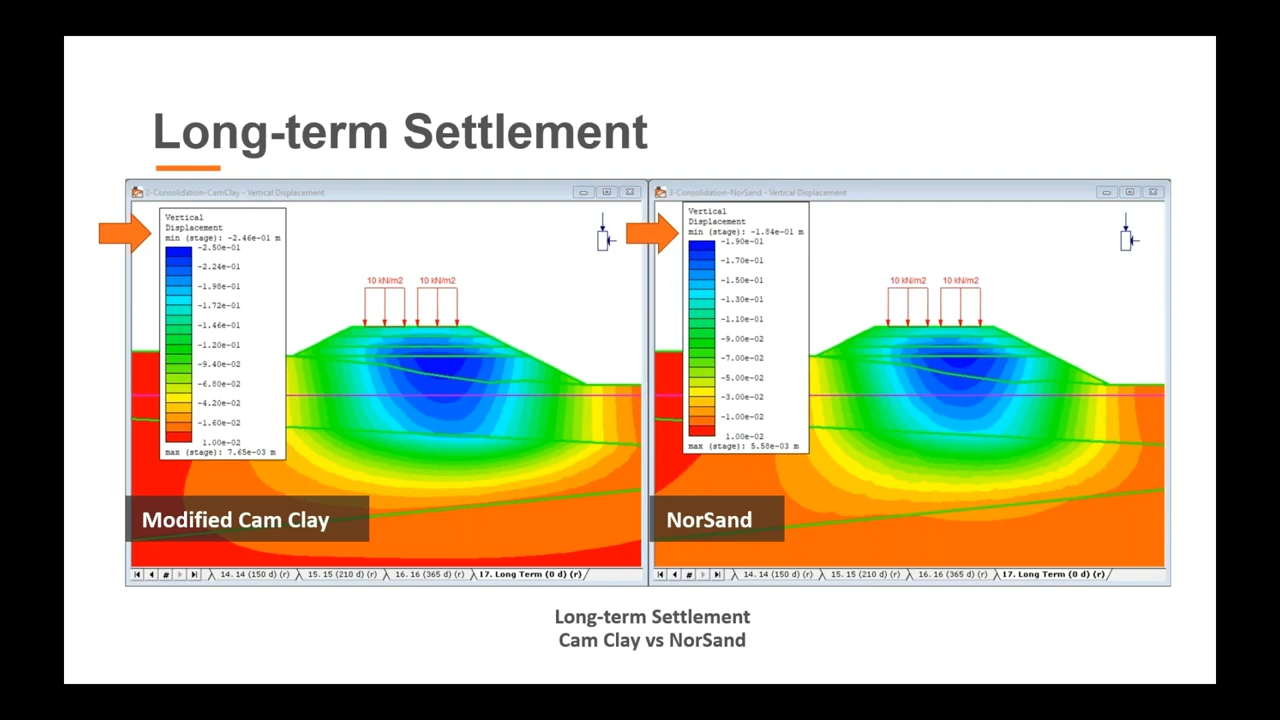 Long-term Settlement
2-Consolidation-CamClay - Vertical Displacement
Vertical
Displacement
min (stage): -2.46e-01 m
-2.50e-01
-2.24e-01
-1.98e-01
-1.72e-01
-1.46e-01
-1.20e-01
-9.40e-02
-6.80e-02
-4.20e-02
-1.60e-02
1.00e-02
max (stage): 7.65e-03 m
10 kN/m2 10 kN/m2
Modified Cam Clay
14. 14 (150 d) (r) 15. 15 (210 d) (r) 16. 16 (365 d) (r) 17. Long Term (0 d) (r)
3-Consolidation-NorSand - Vertical Displacement
Vertical
Displacement
min (stage): -1.84e-01 m
-1.90e-01
-1.70e-01
-1.50e-01
-1.30e-01
-1.10e-01
-9.00e-02
-7.00e-02
-5.00e-02
-3.00e-02
-1.00e-02
1.00e-02
max (stage): 5.58e-03 m
10 kN/m2 10 kN/m2
NorSand
14. 14 (150 d) (r) 15. 15 (210 d) (r) 16. 16 (365 d) (r) 17. Long Term (0 d) (r)
Long-term Settlement
Cam Clay vs NorSand